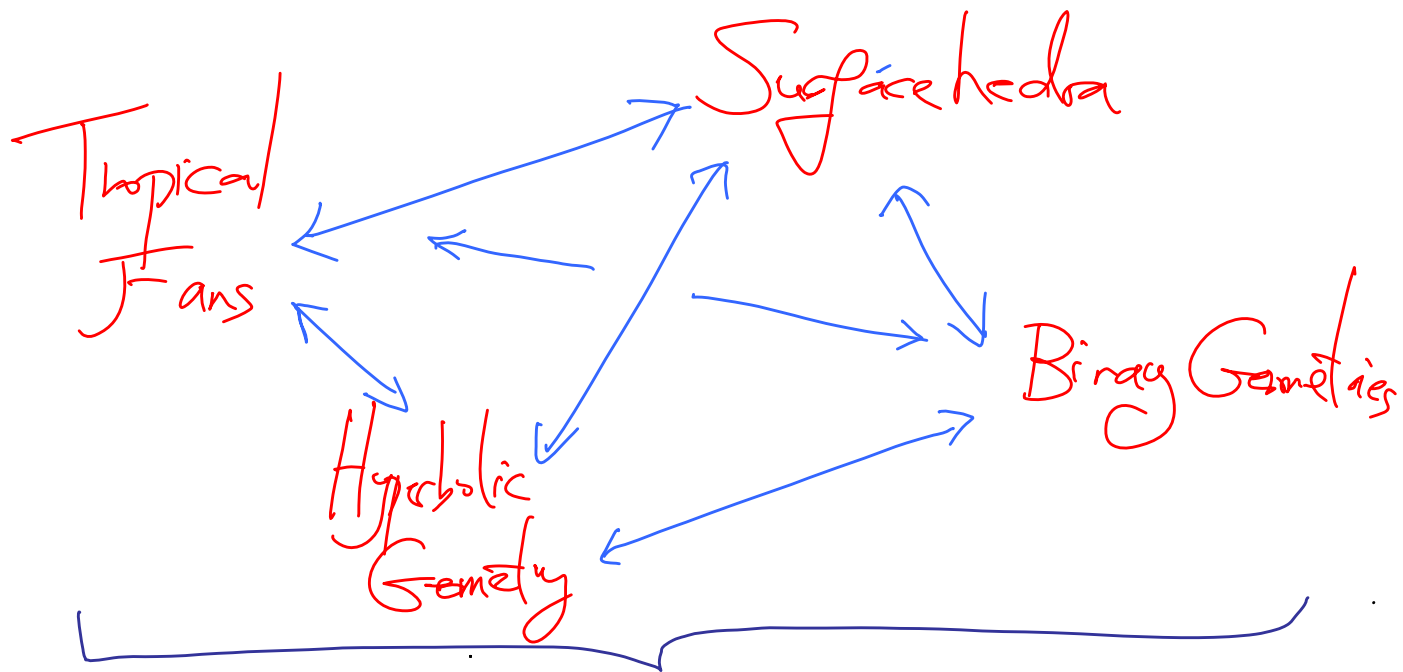 Surfacehedra
Tropical
Fans
Binary Geometries
Hyperbolic
Geometry